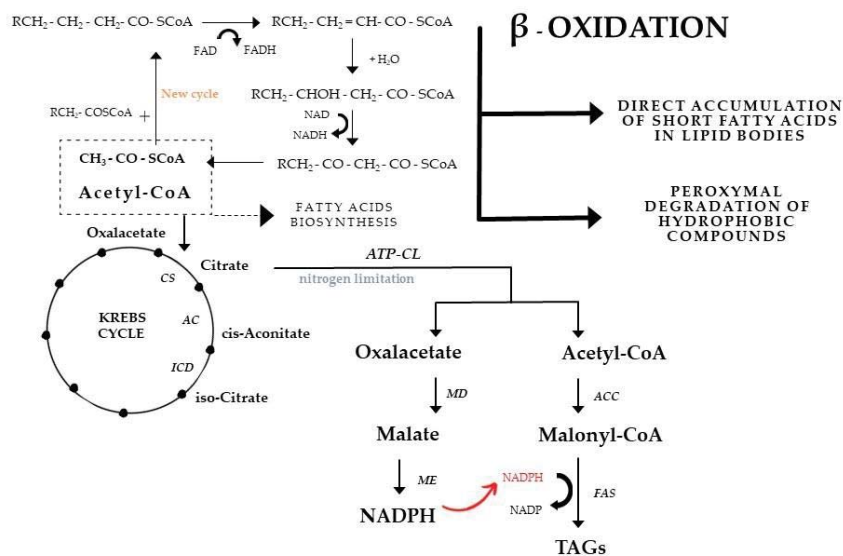 RCH₂- CH₂- CH₂-CO -SCoA
RCH₂-CH₂=CH-CO -SCoA
β - OXIDATION
FAD
FADH
+ H₂O
New cycle
RCH₂- COSCoA +
RCH₂-CHOH-CH₂-CO -SCoA
NAD
NADH
DIRECT ACCUMULATION
OF SHORT FATTY ACIDS
IN LIPID BODIES
CH₃- CO - SCoA
Acetyl-CoA
RCH₂-CO -CH₂-CO -SCoA
FATTY ACIDS
BIOSYNTHESIS
PEROXYMAL
DEGRADATION OF
HYDROPHOBIC
COMPOUNDS
Oxalacetate
Citrate
ATP-CL
nitrogen limitation
CS
KREBS
CYCLE
AC
cis-Aconitate
ICD
iso-Citrate
Oxalacetate
Acetyl-CoA
MD
ACC
Malate
Malonyl-CoA
ME
NADPH
NADP
FAS
NADPH
TAGs